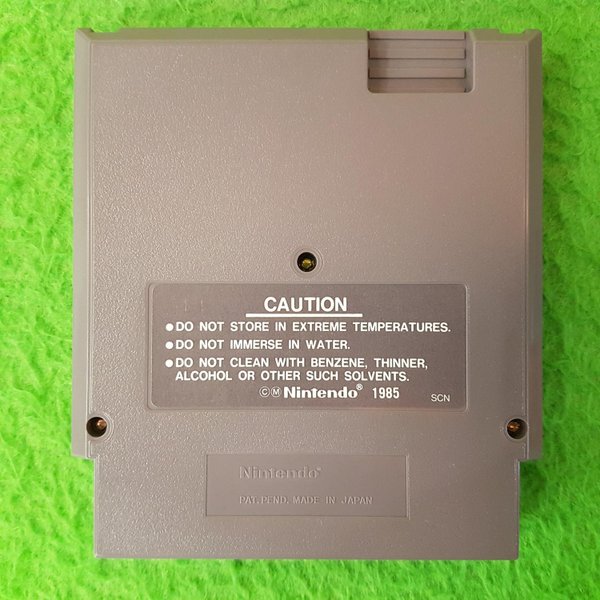 CAUTION
●DO NOT STORE IN EXTREME TEMPERATURES.
●DO NOT IMMERSE IN WATER.
●DO NOT CLEAN WITH BENZENE, THINNER,
ALCOHOL OR OTHER SUCH SOLVENTS.
©Ⓜ Nintendo® 1985 SCN
Nintendo®
PAT. PEND. MADE IN JAPAN